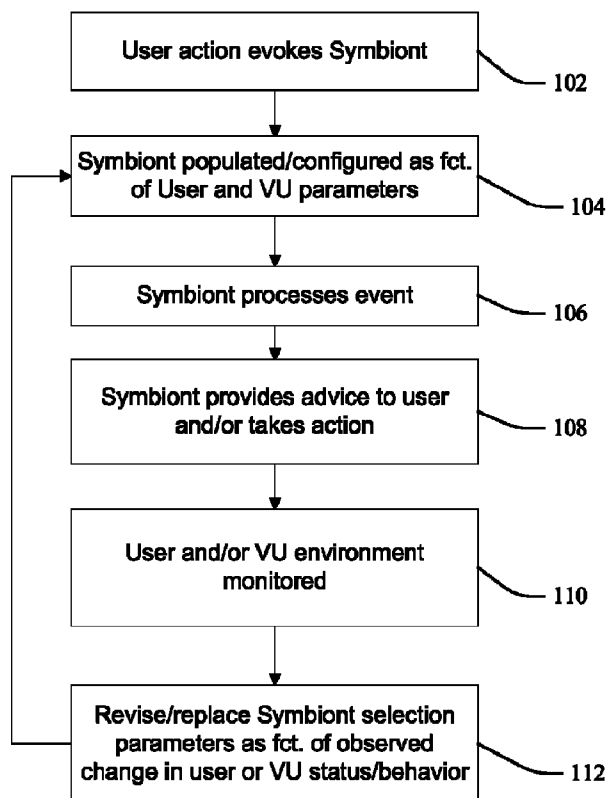 User action evokes Symbiont
102
Symbiont populated/configured as fct.
of User and VU parameters
104
Symbiont processes event
106
Symbiont provides advice to user
and/or takes action
108
User and/or VU environment
monitored
110
Revise/replace Symbiont selection
parameters as fct. of observed
change in user or VU status/behavior
112